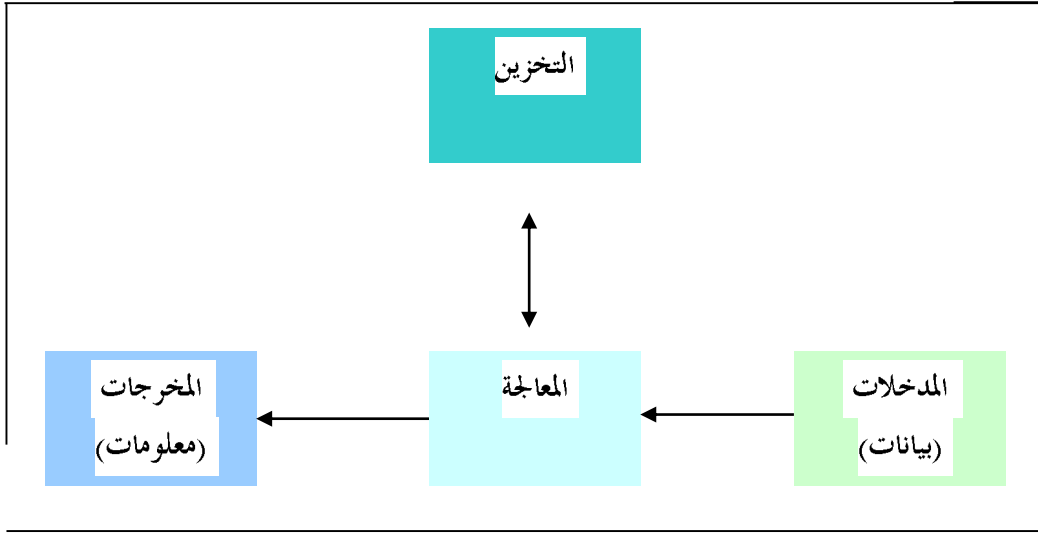 التخزين
المدخلات
(بيانات)
المعالجة
المخرجات
(معلومات)